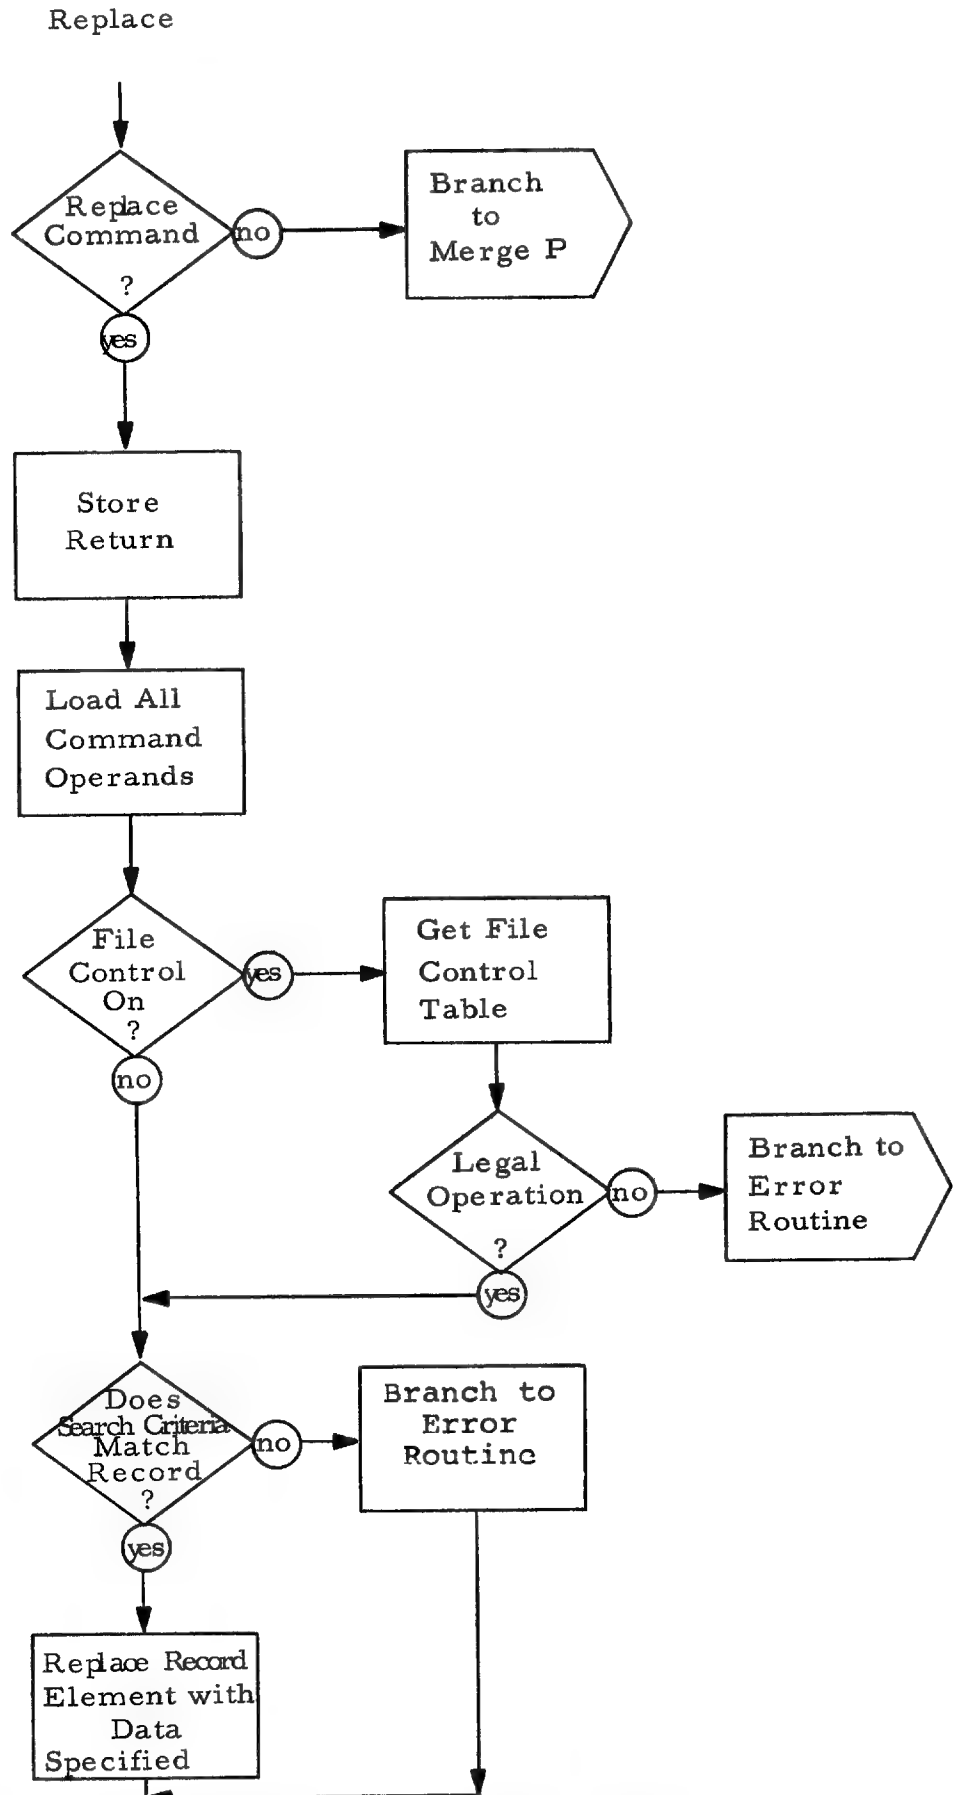 Replace
Replace
Command
?
no
Branch
to
Merge P
yes
Store
Return
Load All
Command
Operands
File
Control
On
?
yes
Get File
Control
Table
no
Legal
Operation
?
no
Branch to
Error
Routine
yes
Does
Search Criteria
Match
Record
?
no
Branch to
Error
Routine
yes
Replace Record
Element with
Data
Specified